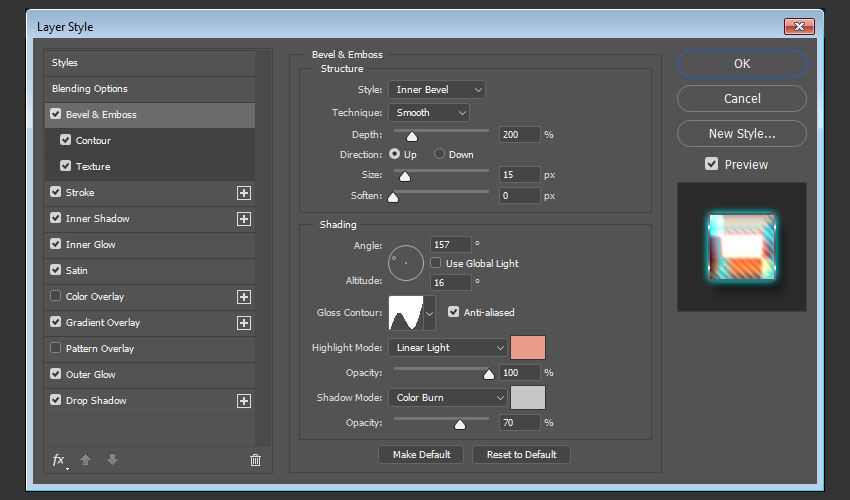 Layer Style
Styles
Blending Options
Bevel & Emboss
Contour
Texture
Stroke
Inner Shadow
Inner Glow
Satin
Color Overlay
Gradient Overlay
Pattern Overlay
Outer Glow
Drop Shadow
fx
Bevel & Emboss
Structure
Style: Inner Bevel
Technique: Smooth
Depth: 200 %
Direction: Up Down
Size: 15 px
Soften: 0 px
Shading
Angle: 157 °
Use Global Light
Altitude: 16 °
Gloss Contour: Anti-aliased
Highlight Mode: Linear Light
Opacity: 100 %
Shadow Mode: Color Burn
Opacity: 70 %
Make Default Reset to Default
OK
Cancel
New Style...
Preview